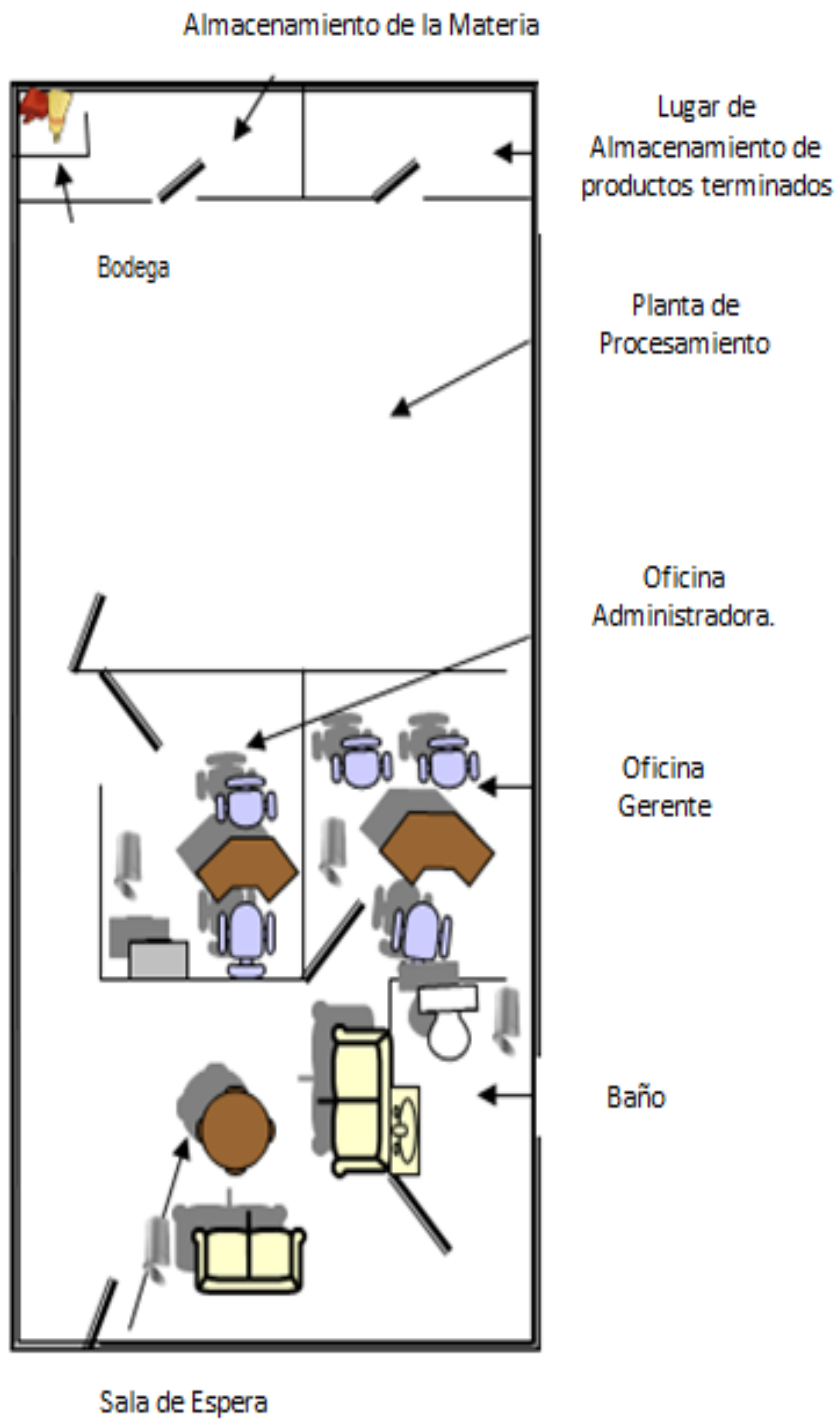 Almacenamiento de la Materia
Lugar de
Almacenamiento de
productos terminados
Bodega
Planta de
Procesamiento
Oficina
Administradora.
Oficina
Gerente
Baño
Sala de Espera